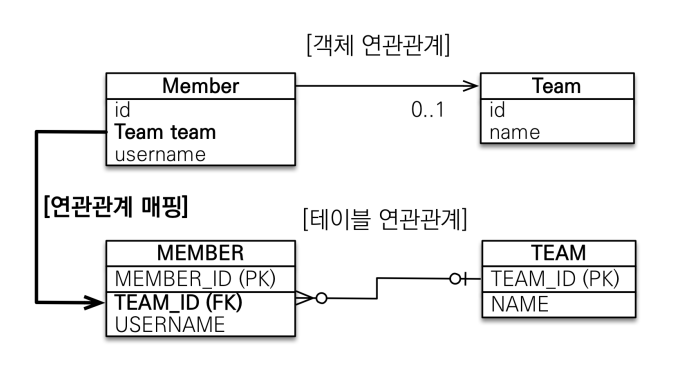 [객체 연관관계]
Member
id
Team team
username
0..1
Team
id
name
[연관관계 매핑]
[테이블 연관관계]
MEMBER
MEMBER_ID (PK)
TEAM_ID (FK)
USERNAME
TEAM
TEAM_ID (PK)
NAME